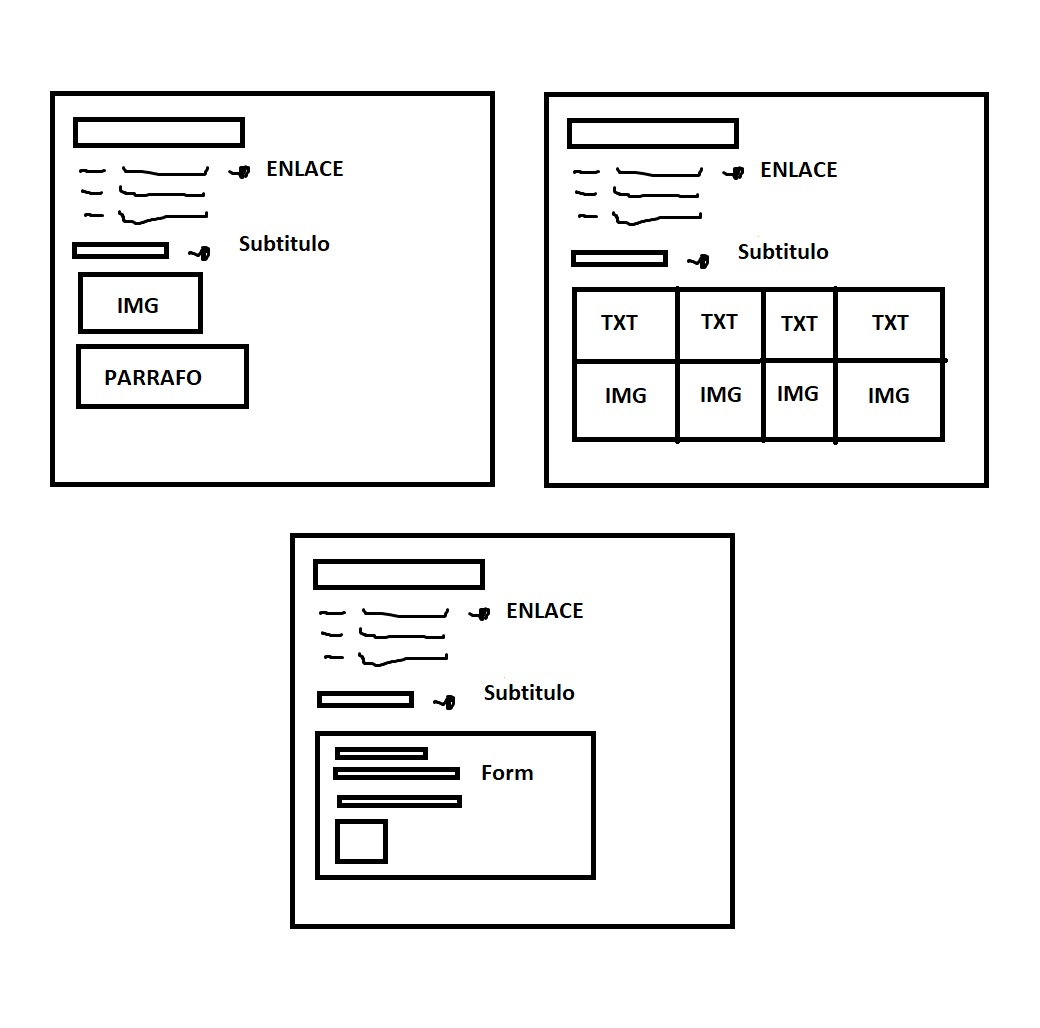 ENLACE
Subtitulo
IMG
PARRAFO
ENLACE
Subtitulo
TXT TXT TXT TXT
IMG IMG IMG IMG
ENLACE
Subtitulo
Form